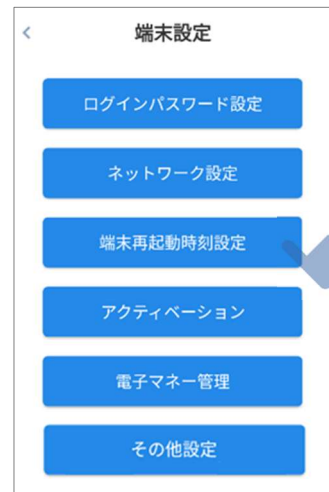 端末設定
ログインパスワード設定
ネットワーク設定
端末再起動時刻設定
アクティベーション
電子マネー管理
その他設定